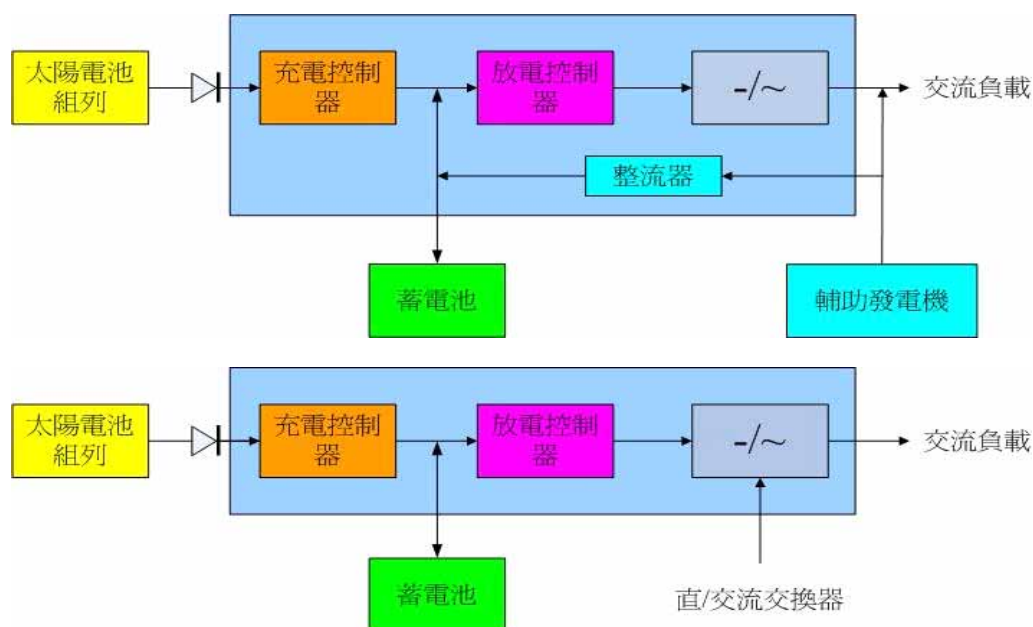 太陽電池
組列
充電控制
器
放電控制
器
-/~
交流負載
整流器
蓄電池
輔助發電機
太陽電池
組列
充電控制
器
放電控制
器
-/~
交流負載
蓄電池
直/交流交換器